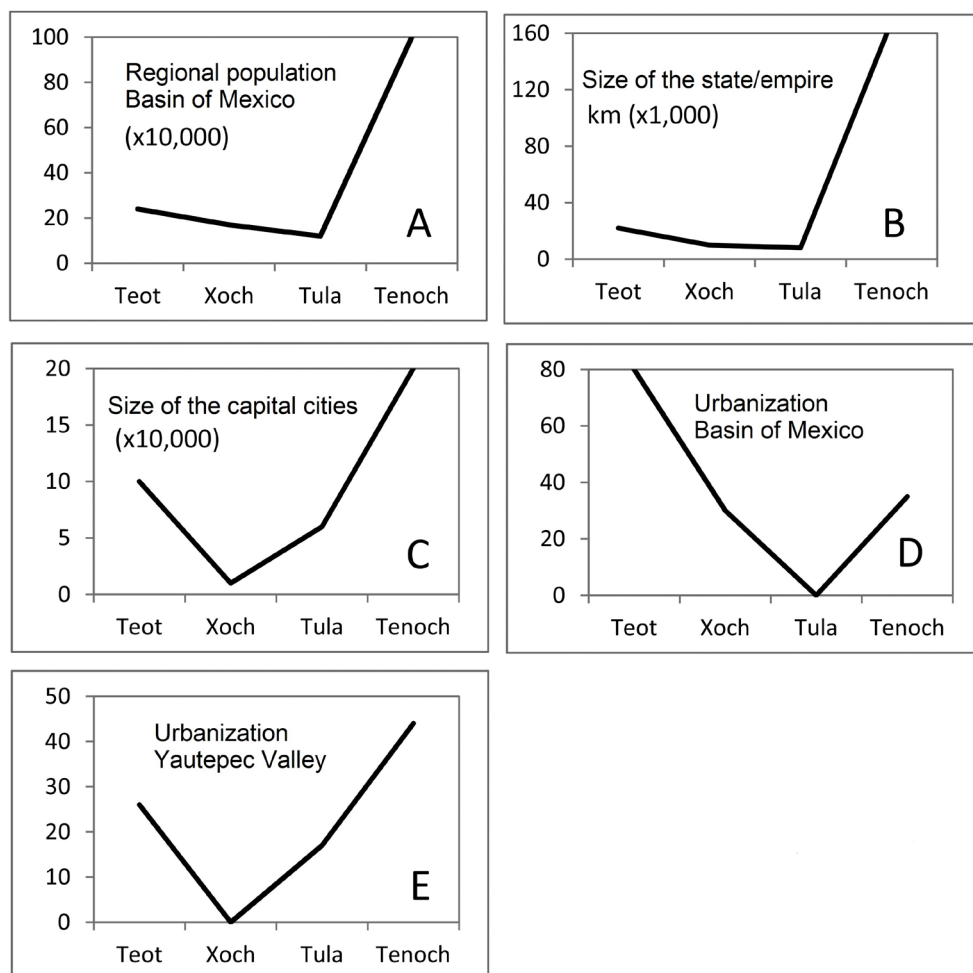 100
80
60
40
20
0
Regional population
Basin of Mexico
(x10,000)
A
Teot Xoch Tula Tenoch
160
120
80
40
0
Size of the state/empire
km (x1,000)
B
Teot Xoch Tula Tenoch
20
15
10
5
0
Size of the capital cities
(x10,000)
C
Teot Xoch Tula Tenoch
80
60
40
20
0
Urbanization
Basin of Mexico
D
Teot Xoch Tula Tenoch
50
40
30
20
10
0
Urbanization
Yautepec Valley
E
Teot Xoch Tula Tenoch